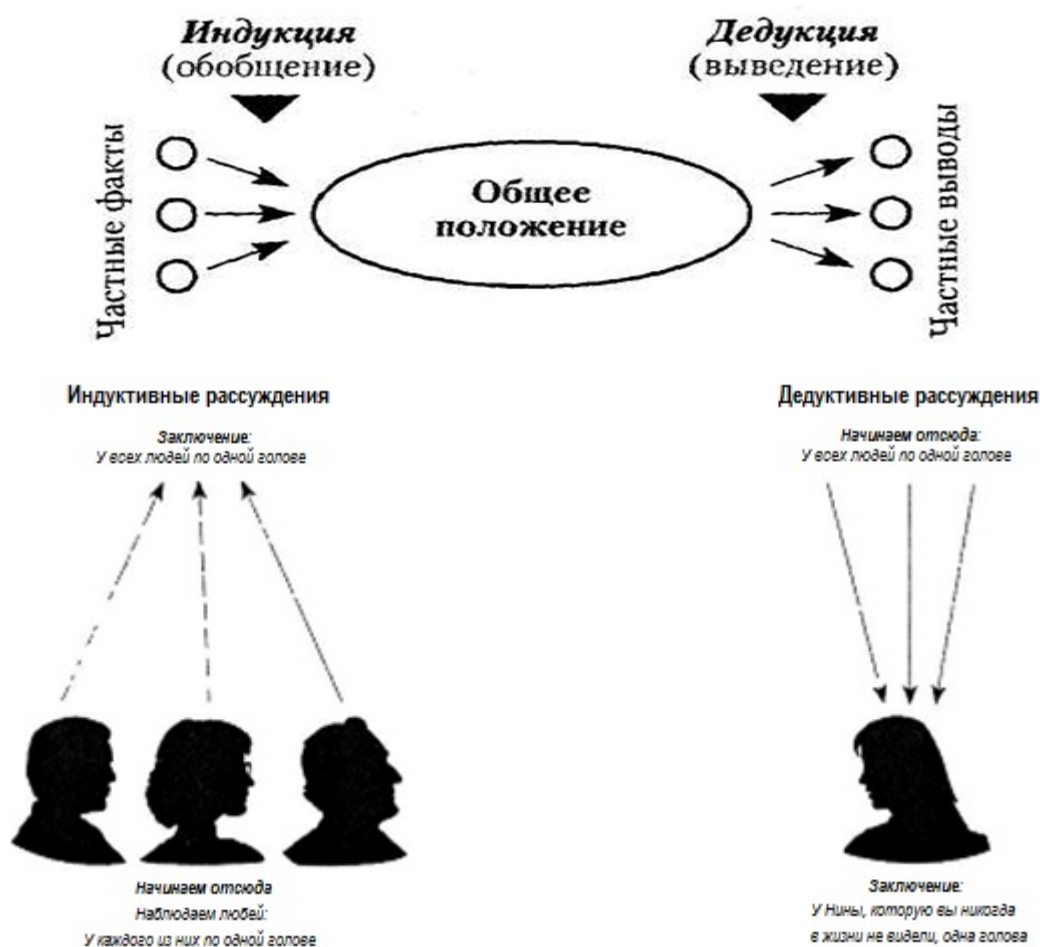 Индукция
(обобщение)
Дедукция
(выведение)
Частные факты
Общее
положение
Частные выводы
Индуктивные рассуждения
Заключение:
У всех людей по одной голове
Начинаем отсюда
Наблюдаем любей:
У каждого из них по одной голове
Дедуктивные рассуждения
Начинаем отсюда:
У всех людей по одной голове
Заключение:
У Нины, которую вы никогда
в жизни не видели, одна голова